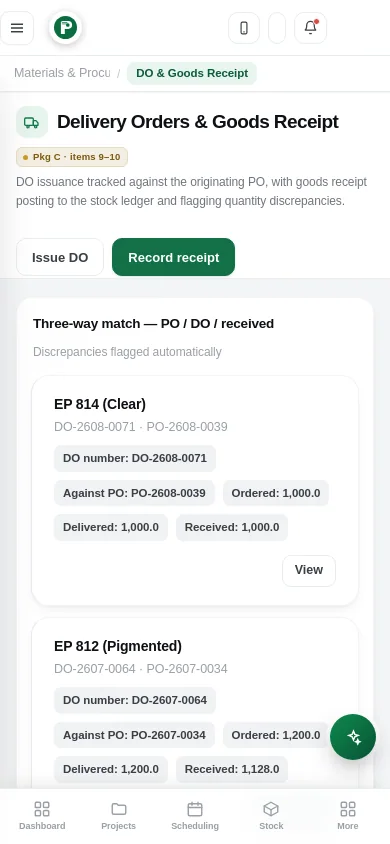 P
Materials & Procu / DO & Goods Receipt
Delivery Orders & Goods Receipt
Pkg C · items 9–10
DO issuance tracked against the originating PO, with goods receipt
posting to the stock ledger and flagging quantity discrepancies.
Issue DO Record receipt
Three-way match — PO / DO / received
Discrepancies flagged automatically
EP 814 (Clear)
DO-2608-0071 · PO-2608-0039
DO number: DO-2608-0071
Against PO: PO-2608-0039 Ordered: 1,000.0
Delivered: 1,000.0 Received: 1,000.0
View
EP 812 (Pigmented)
DO-2607-0064 · PO-2607-0034
DO number: DO-2607-0064
Against PO: PO-2607-0034 Ordered: 1,200.0
Delivered: 1,200.0 Received: 1,128.0
Dashboard Projects Scheduling Stock More